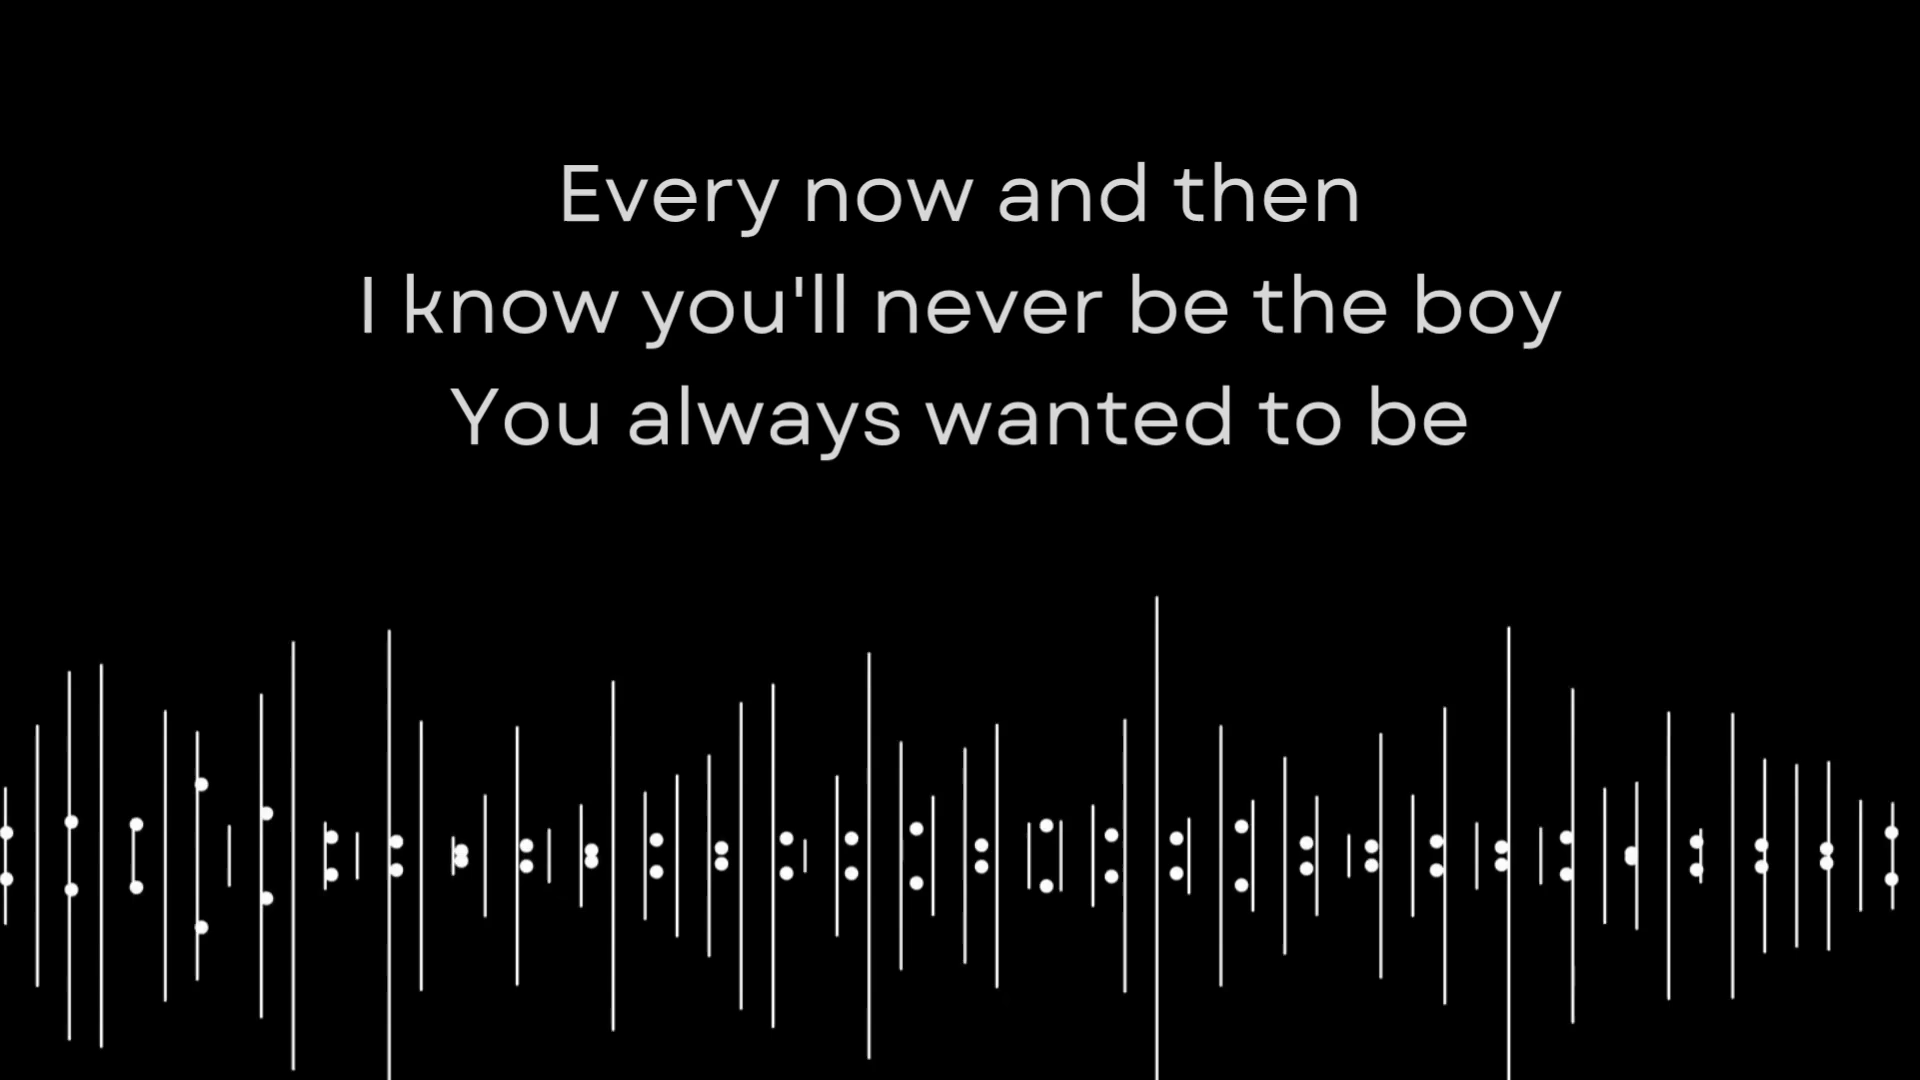 Every now and then
I know you'll never be the boy
You always wanted to be